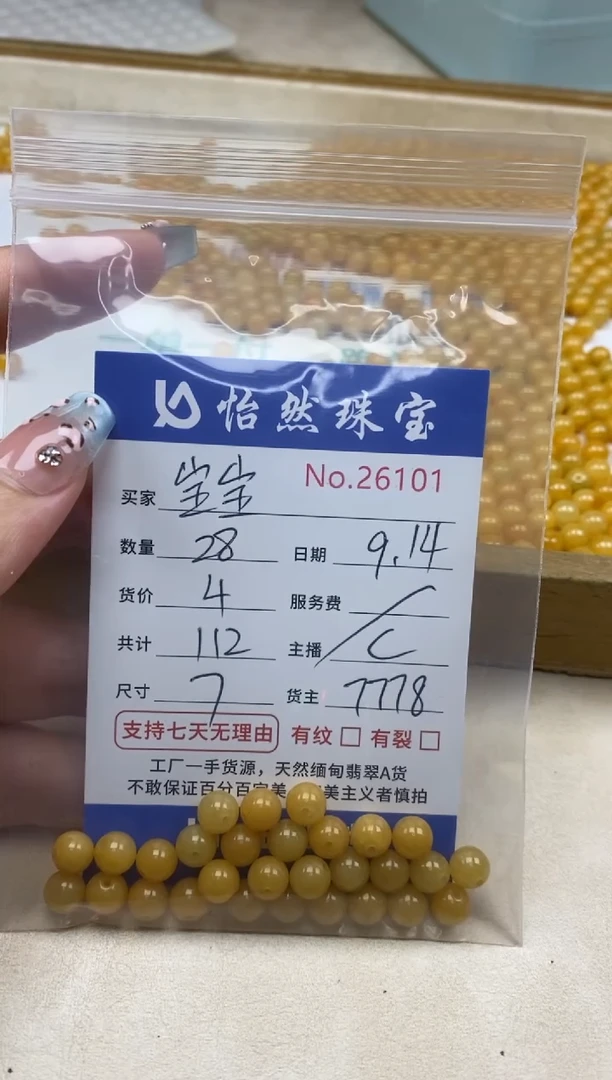 怡然珠宝
No.26101
买家 宝宝
数量 28 日期 9.14
货价 4 服务费 /
共计 112 主播 C
尺寸 7 货主 7778
支持七天无理由 有纹 □ 有裂 □
工厂一手货源，天然缅甸翡翠A货
不敢保证百分百完美 美主义者慎拍